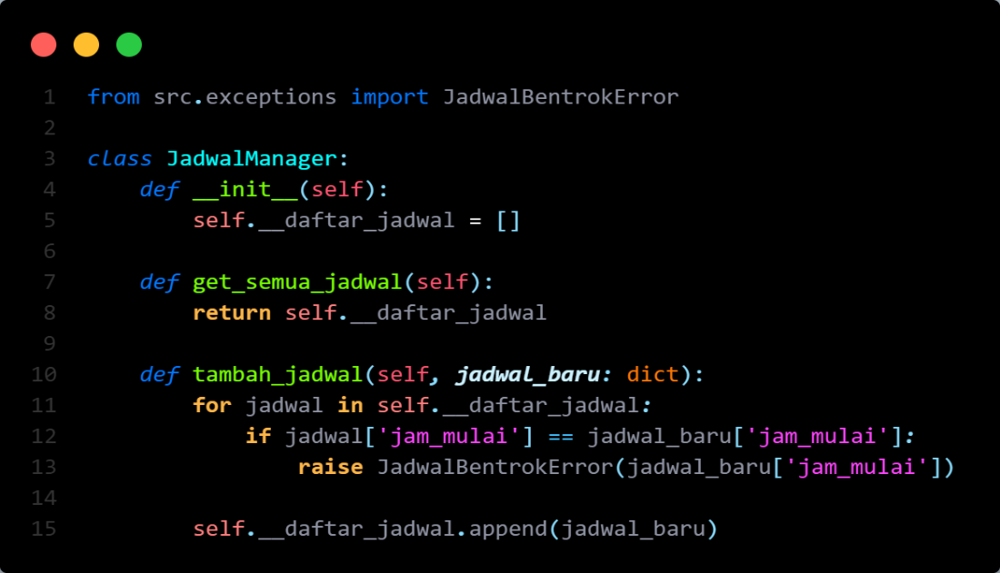 1 from src.exceptions import JadwalBentrokError
2
3 class JadwalManager:
4     def __init__(self):
5         self.__daftar_jadwal = []
6
7     def get_semua_jadwal(self):
8         return self.__daftar_jadwal
9
10     def tambah_jadwal(self, jadwal_baru: dict):
11         for jadwal in self.__daftar_jadwal:
12             if jadwal['jam_mulai'] == jadwal_baru['jam_mulai']:
13                 raise JadwalBentrokError(jadwal_baru['jam_mulai'])
14
15         self.__daftar_jadwal.append(jadwal_baru)